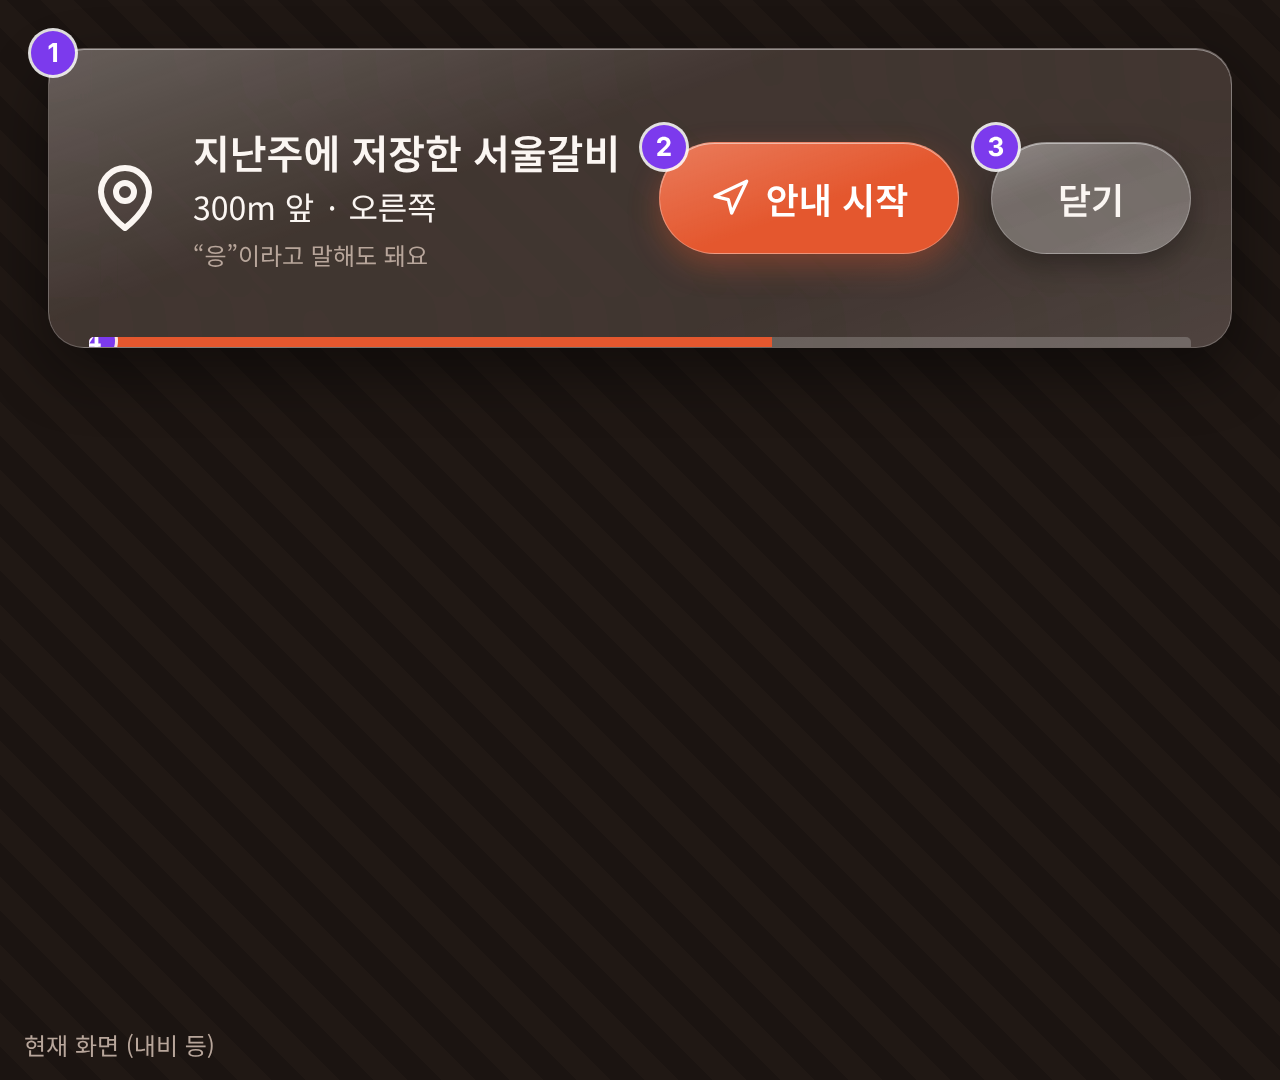 1
지난주에 저장한 서울갈비
300m 앞 · 오른쪽
“응”이라고 말해도 돼요
2
안내 시작
3
닫기
현재 화면 (내비 등)